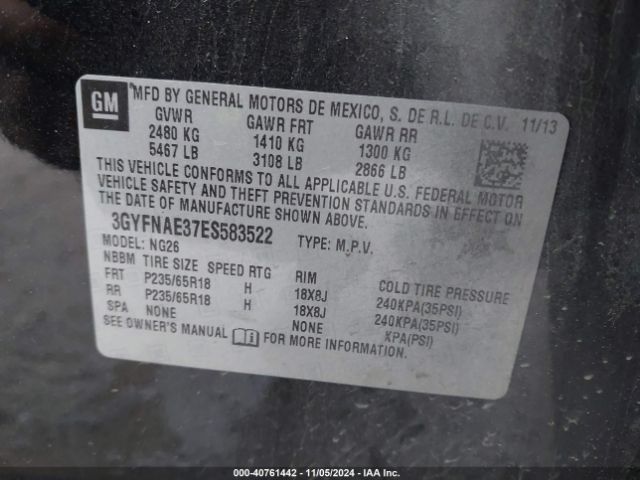 GM MFD BY GENERAL MOTORS DE MEXICO, S. DE R.L. DE C.V. 11/13
GVWR GAWR FRT GAWR RR
2480 KG 1410 KG 1300 KG
5467 LB 3108 LB 2866 LB
THIS VEHICLE CONFORMS TO ALL APPLICABLE U.S. FEDERAL MOTOR
VEHICLE SAFETY AND THEFT PREVENTION STANDARDS IN EFFECT ON
THE DATE OF MANUFACTURE SHOWN ABOVE.
3GYFNAE37ES583522 TYPE: M.P.V.
MODEL: NG26
NBBM TIRE SIZE SPEED RTG RIM COLD TIRE PRESSURE
FRT P235/65R18 H 18X8J 240KPA(35PSI)
RR P235/65R18 H 18X8J 240KPA(35PSI)
SPA NONE NONE KPA(PSI)
SEE OWNER'S MANUAL FOR MORE INFORMATION.
000-40761442 - 11/05/2024 - IAA Inc.